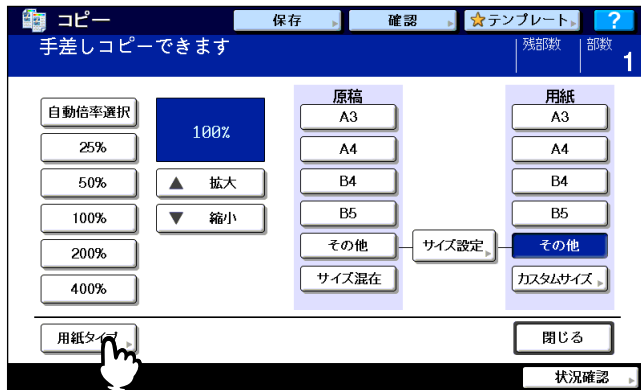 コピー
保存
確認
テンプレート
?
手差しコピーできます
残部数
部数
1
自動倍率選択
25%
50%
100%
200%
400%
100%
拡大
縮小
原稿
A3
A4
B4
B5
その他
サイズ混在
サイズ設定
用紙
A3
A4
B4
B5
その他
カスタムサイズ
用紙タイプ
閉じる
状況確認